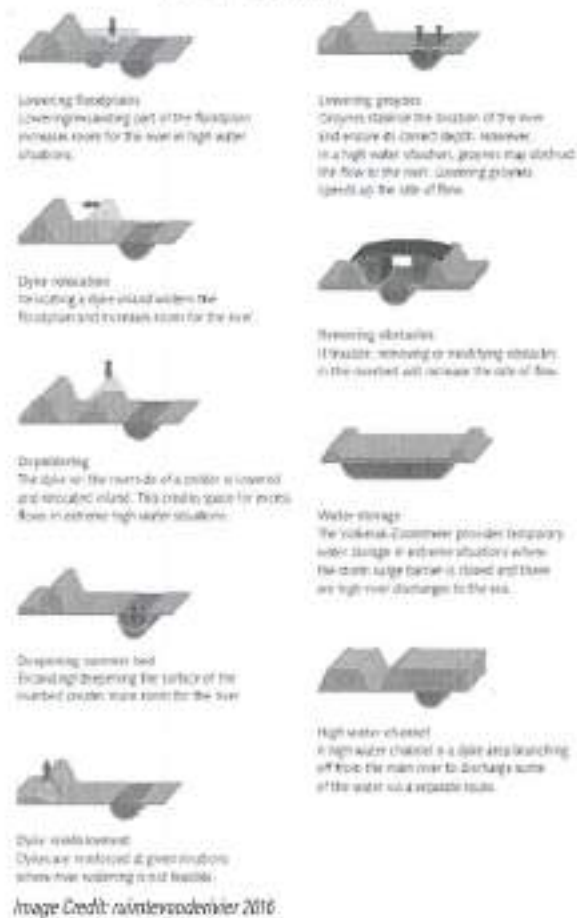 Lowering floodplains
Lowering/excavating part of the floodplain
increases room for the river in high water
situations.
Dyke relocation
Relocating a dyke inland widens the
floodplain and increases room for the river
Depoldering
The dyke on the riverside of a polder is lowered
and relocated inland. This creates space for excess
flows in extreme high water situations.
Deepening summer bed
Excavating/deepening the surface of the
riverbed creates more room for the river
Dyke reinforcement
Dykes are reinforced at given locations
where river widening is not feasible.
Lowering groynes
Groynes stabilise the location of the river
and ensure its correct depth. However,
in a high water situation, groynes may obstruct
the flow to the river. Lowering groynes
speeds up the rate of flow.
Removing obstacles
If feasible, removing or modifying obstacles
in the riverbed will increase the rate of flow.
Water storage
The Volkerak-Zoommeer provides temporary
water storage in extreme situations where
the storm surge barrier is closed and there
are high river discharges to the sea.
High water channel
A high water channel is a dyke area branching
off from the main river to discharge some
of the water via a separate route.
Image Credit: ruimtevooderivier 2016